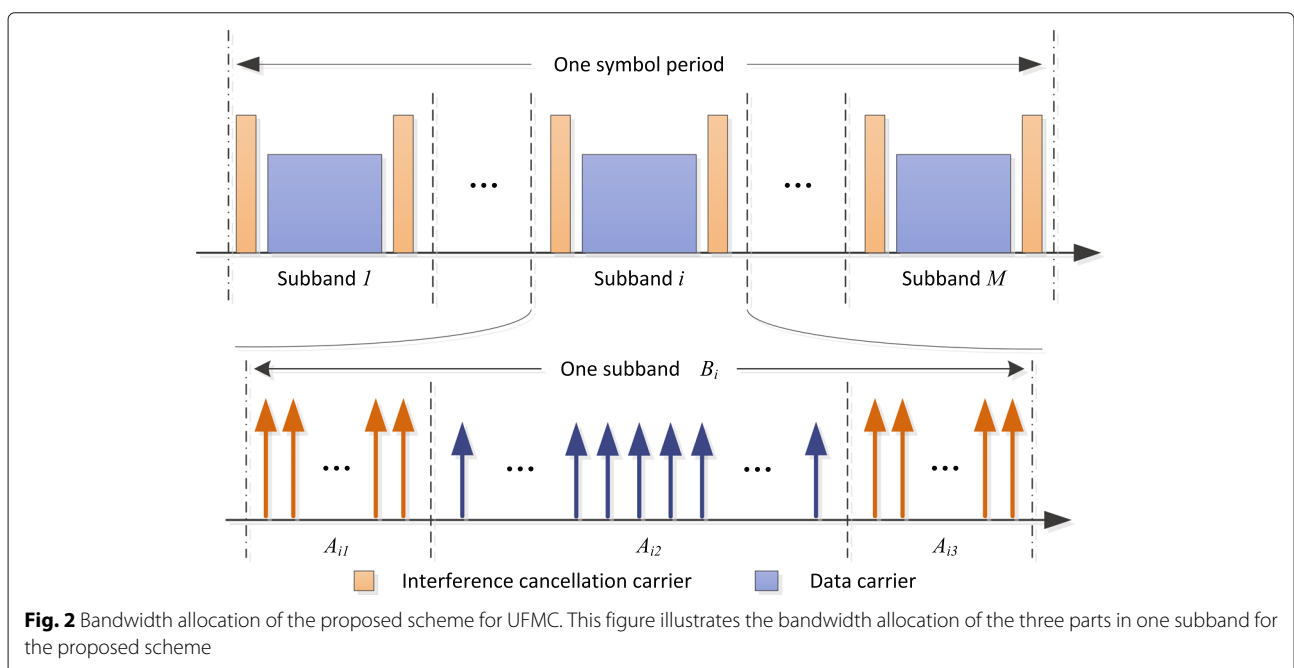 One symbol period
... ...
Subband 1 Subband i Subband M
One subband B_i
... ... ... ...
A_i1 A_i2 A_i3
Interference cancellation carrier Data carrier
Fig. 2 Bandwidth allocation of the proposed scheme for UFMC. This figure illustrates the bandwidth allocation of the three parts in one subband for
the proposed scheme